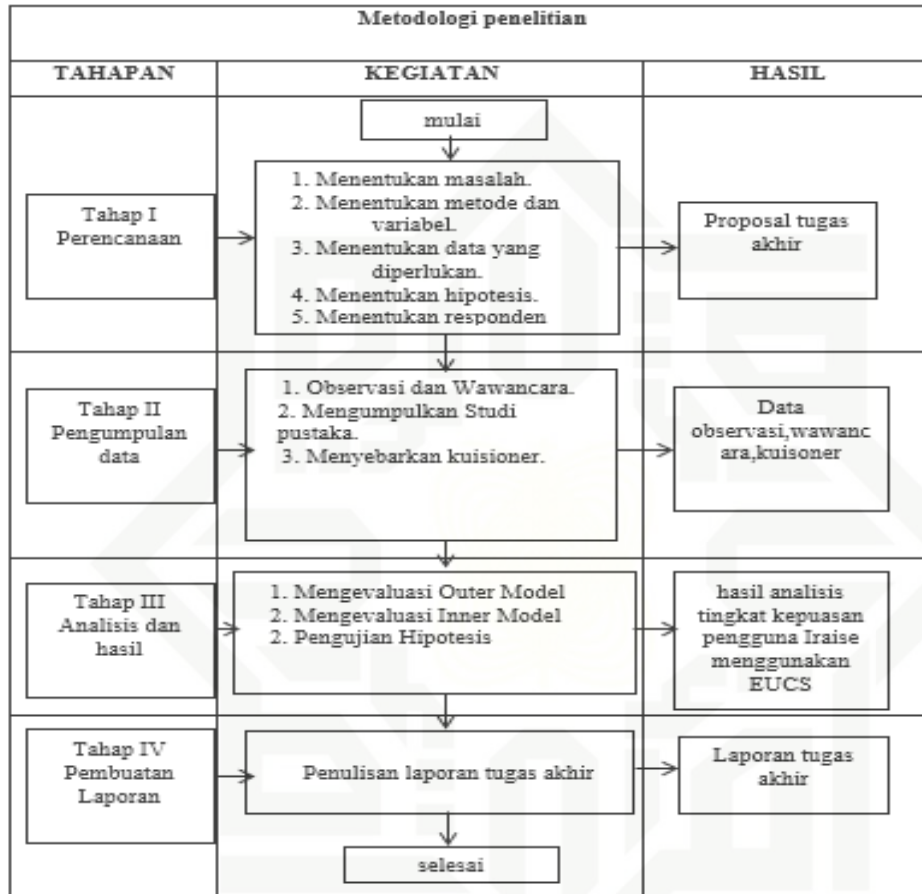 Metodologi penelitian
TAHAPAN
KEGIATAN
HASIL
mulai
Tahap I
Perencanaan
1. Menentukan masalah.
2. Menentukan metode dan
variabel.
3. Menentukan data yang
diperlukan.
4. Menentukan hipotesis.
5. Menentukan responden
Proposal tugas
akhir
Tahap II
Pengumpulan
data
1. Observasi dan Wawancara.
2. Mengumpulkan Studi
pustaka.
3. Menyebarkan kuisioner.
Data
observasi,wawanc
ara,kuisoner
Tahap III
Analisis dan
hasil
1. Mengevaluasi Outer Model
2. Mengevaluasi Inner Model
2. Pengujian Hipotesis
hasil analisis
tingkat kepuasan
pengguna Iraise
menggunakan
EUCS
Tahap IV
Pembuatan
Laporan
Penulisan laporan tugas akhir
Laporan tugas
akhir
selesai